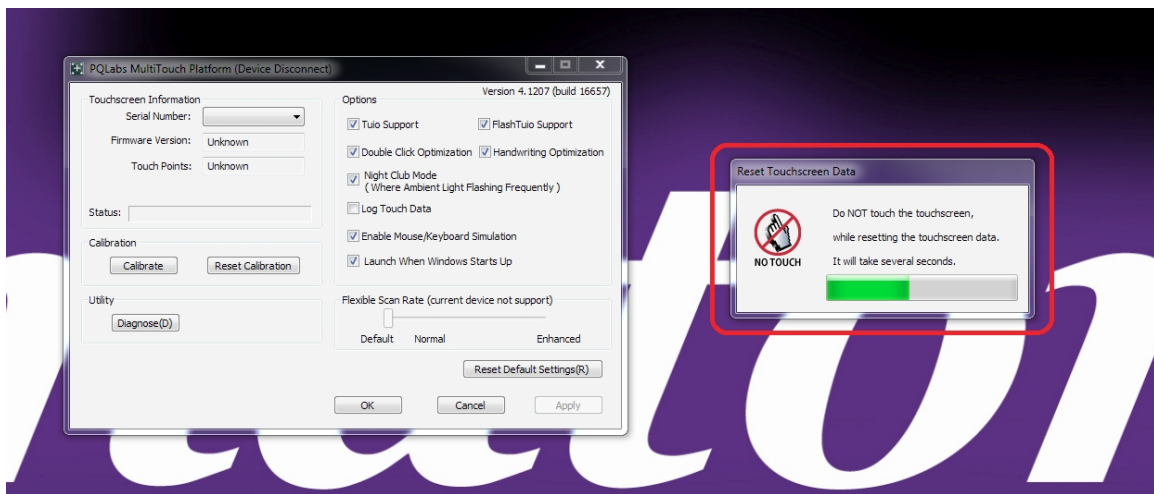 PQLabs MultiTouch Platform (Device Disconnect)
Version 4.1207 (build 16657)
Touchscreen Information
Serial Number:
Firmware Version: Unknown
Touch Points: Unknown
Status:
Calibration
Calibrate Reset Calibration
Utility
Diagnose(D)
Options
Tuio Support FlashTuio Support
Double Click Optimization Handwriting Optimization
Night Club Mode
( Where Ambient Light Flashing Frequently )
Log Touch Data
Enable Mouse/Keyboard Simulation
Launch When Windows Starts Up
Flexible Scan Rate (current device not support)
Default Normal Enhanced
Reset Default Settings(R)
OK Cancel Apply
Reset Touchscreen Data
NO TOUCH
Do NOT touch the touchscreen,
while resetting the touchscreen data.
It will take several seconds.